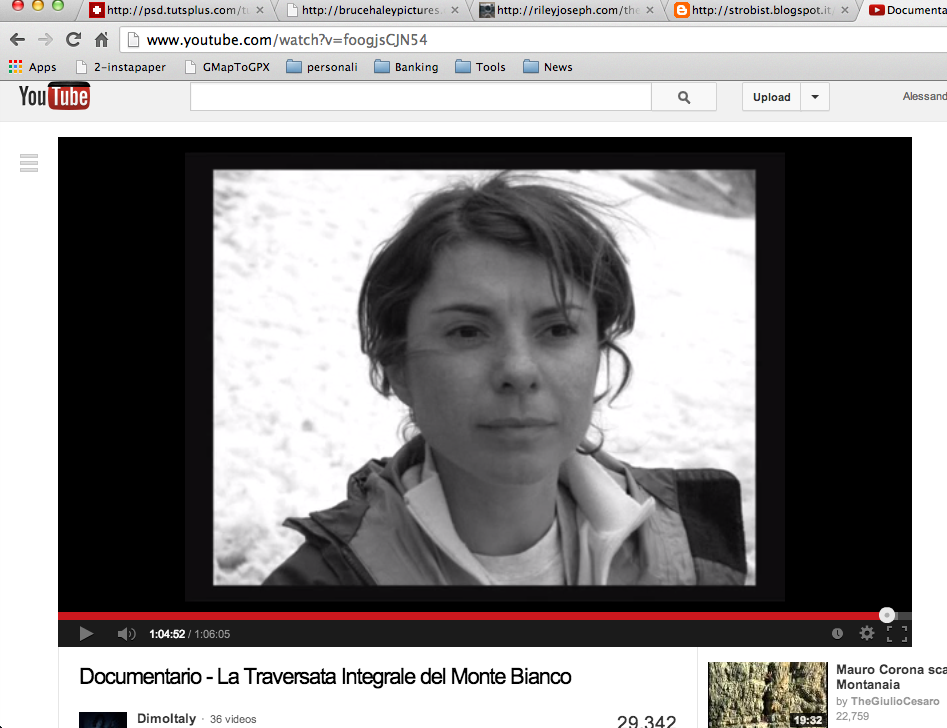 http://psd.tutsplus.com/tu
http://brucehaleypictures.
http://rileyjoseph.com/the
http://strobist.blogspot.it/
Documenta
www.youtube.com/watch?v=foogjsCJN54
Apps
2-instapaper
GMapToGPX
personali
Banking
Tools
News
YouTube
Upload
Alessand
1:04:52 / 1:06:05
Documentario - La Traversata Integrale del Monte Bianco
DimoItaly · 36 videos
29,342
19:32
Mauro Corona sca
Montanaia
by TheGiulioCesaro
22,759